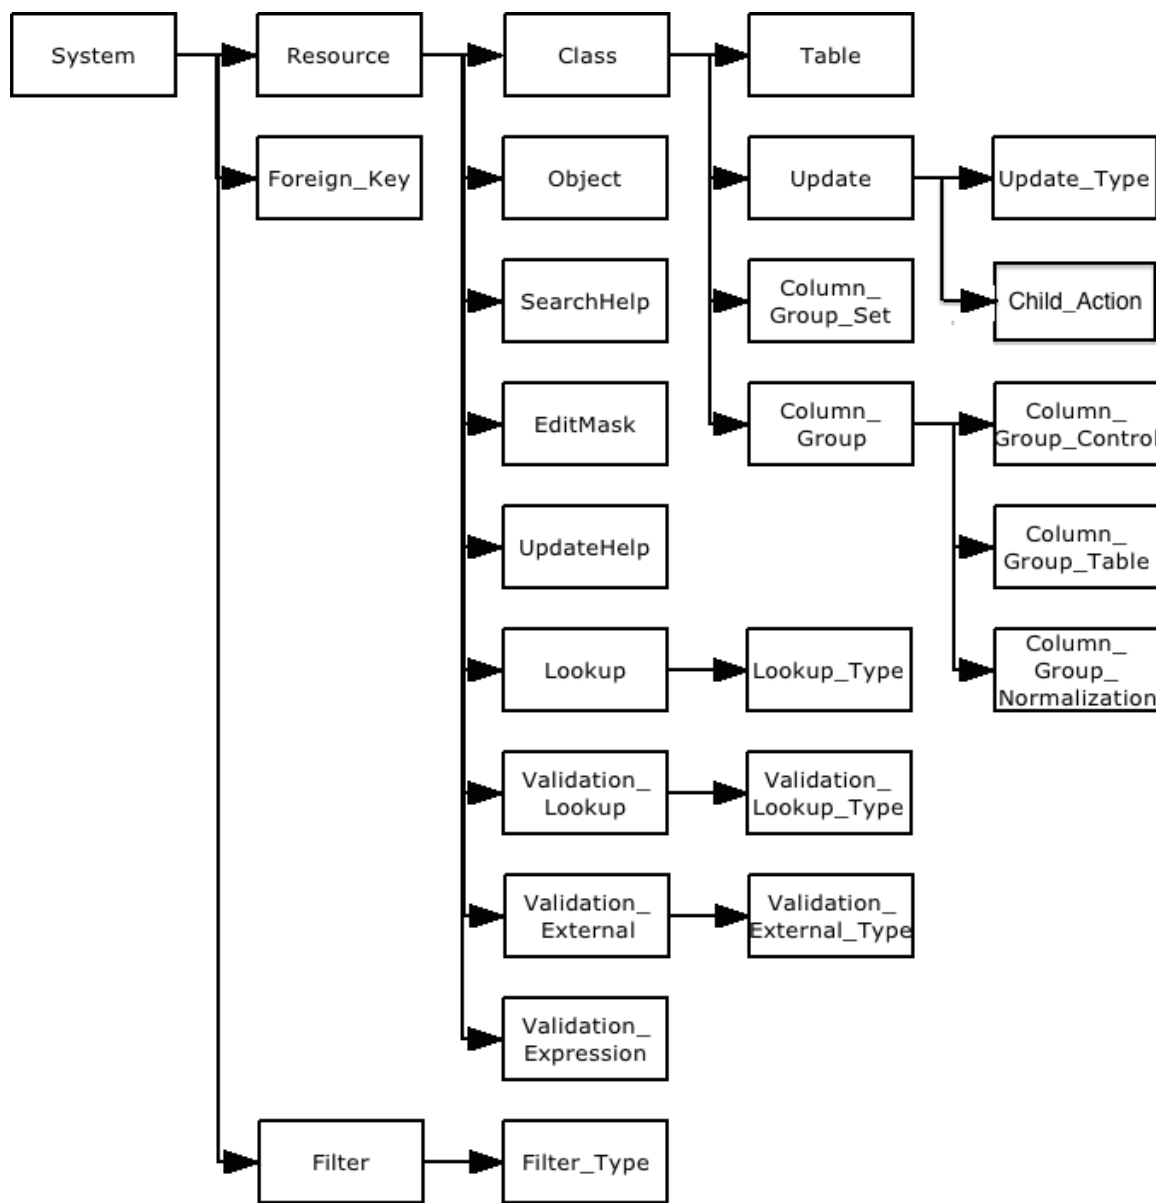 System
Resource
Class
Table
Foreign_Key
Object
Update
Update_Type
SearchHelp
Column_
Group_Set
Child_Action
EditMask
Column_
Group
Column_
Group_Control
UpdateHelp
Column_
Group_Table
Lookup
Lookup_Type
Column_
Group_
Normalization
Validation_
Lookup
Validation_
Lookup_Type
Validation_
External
Validation_
External_Type
Validation_
Expression
Filter
Filter_Type